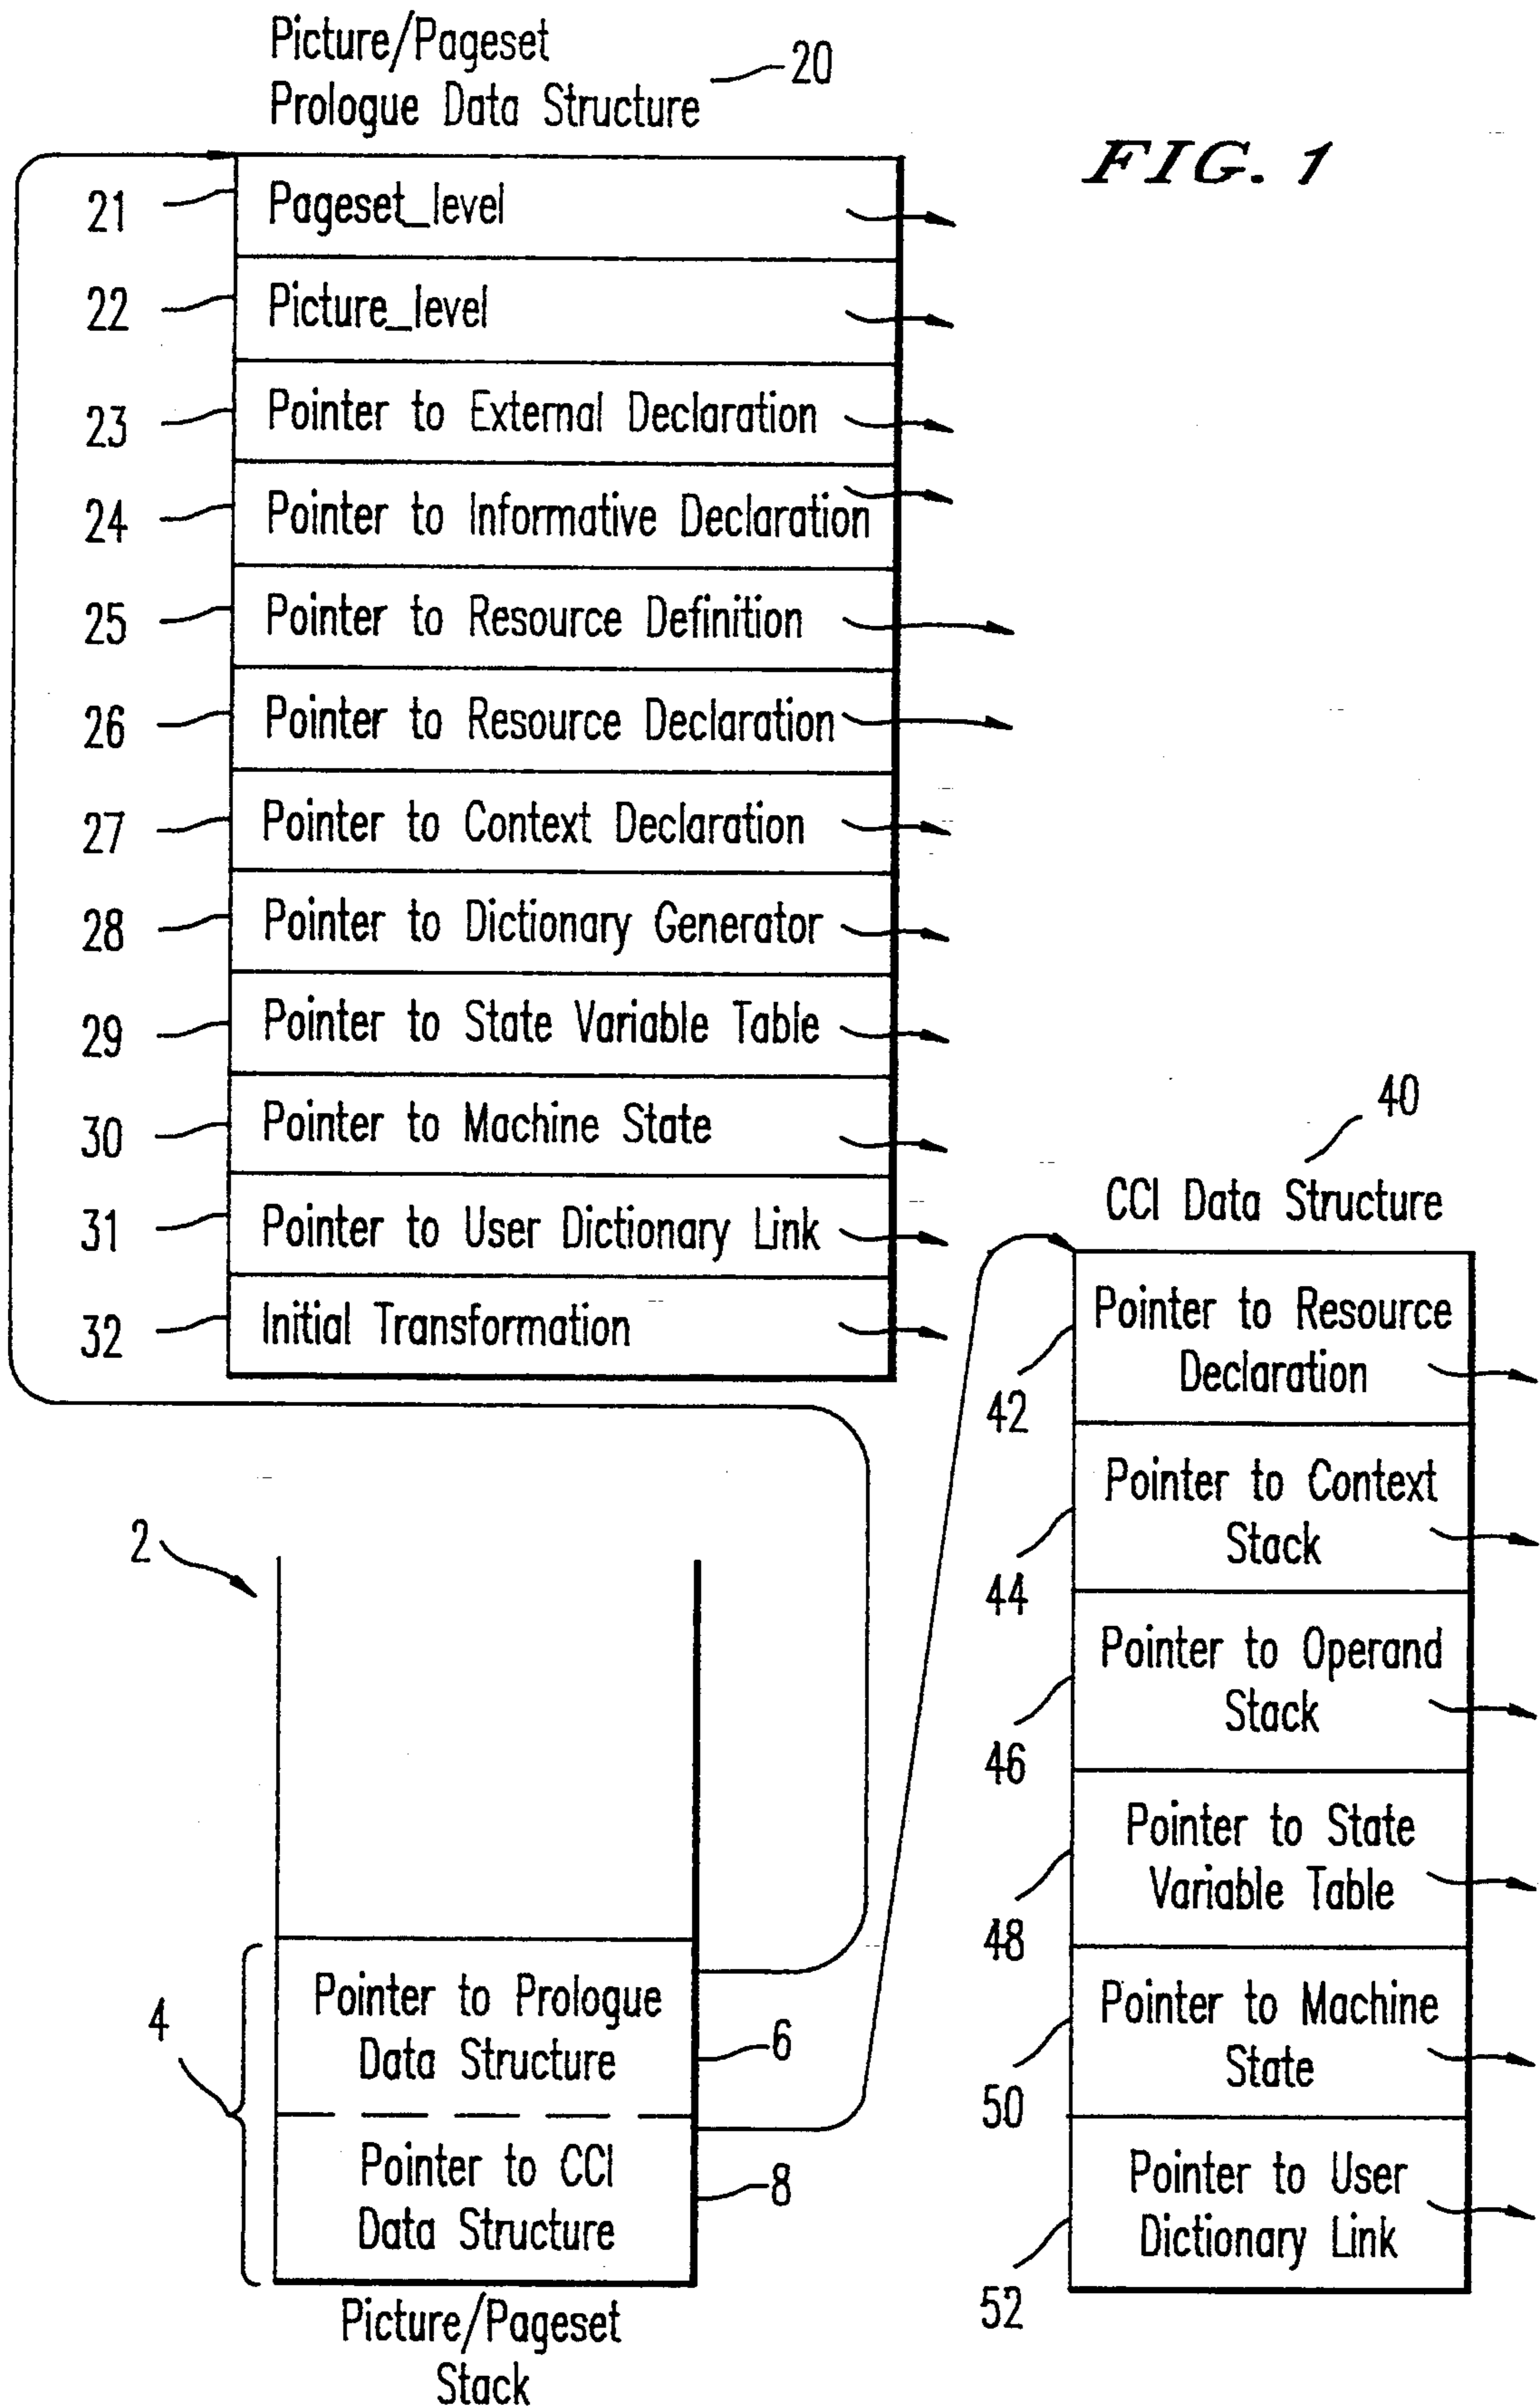 Picture/Pageset
Prologue Data Structure
20
FIG. 1
21
Pageset_level
22
Picture_level
23
Pointer to External Declaration
24
Pointer to Informative Declaration
25
Pointer to Resource Definition
26
Pointer to Resource Declaration
27
Pointer to Context Declaration
28
Pointer to Dictionary Generator
29
Pointer to State Variable Table
30
Pointer to Machine State
31
Pointer to User Dictionary Link
32
Initial Transformation
2
4
Pointer to Prologue
Data Structure
6
Pointer to CCI
Data Structure
8
Picture/Pageset
Stack
40
CCI Data Structure
Pointer to Resource
Declaration
42
Pointer to Context
Stack
44
Pointer to Operand
Stack
46
Pointer to State
Variable Table
48
Pointer to Machine
State
50
Pointer to User
Dictionary Link
52